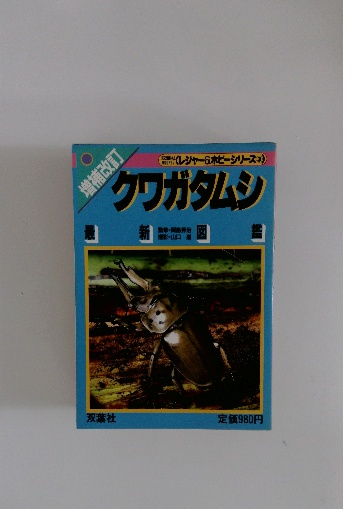 増補改訂
〈レジャー&ホビーシリーズ
クワガタムシ
最新図鑑
双葉社
定価980円